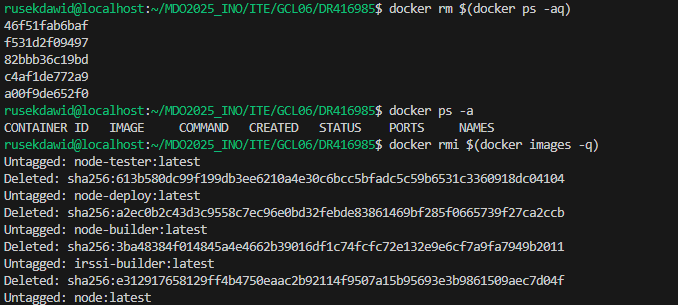 rusekdawid@localhost:~/MDO2025_INO/ITE/GCL06/DR416985$ docker rm $(docker ps -aq)
46f51fab6baf
f531d2f09497
82bbb36c19bd
c4af1de772a9
a00f9de652f0
rusekdawid@localhost:~/MDO2025_INO/ITE/GCL06/DR416985$ docker ps -a
CONTAINER ID   IMAGE     COMMAND   CREATED   STATUS    PORTS     NAMES
rusekdawid@localhost:~/MDO2025_INO/ITE/GCL06/DR416985$ docker rmi $(docker images -q)
Untagged: node-tester:latest
Deleted: sha256:613b580dc99f199db3ee6210a4e30c6bcc5bfadc5c59b6531c3360918dc04104
Untagged: node-deploy:latest
Deleted: sha256:a2ec0b2c43d3c9558c7ec96e0bd32febde83861469bf285f0665739f27ca2ccb
Untagged: node-builder:latest
Deleted: sha256:3ba48384f014845a4e4662b39016df1c74fcfc72e132e9e6cf7a9fa7949b2011
Untagged: irssi-builder:latest
Deleted: sha256:e312917658129ff4b4750eaac2b92114f9507a15b95693e3b9861509aec7d04f
Untagged: node:latest